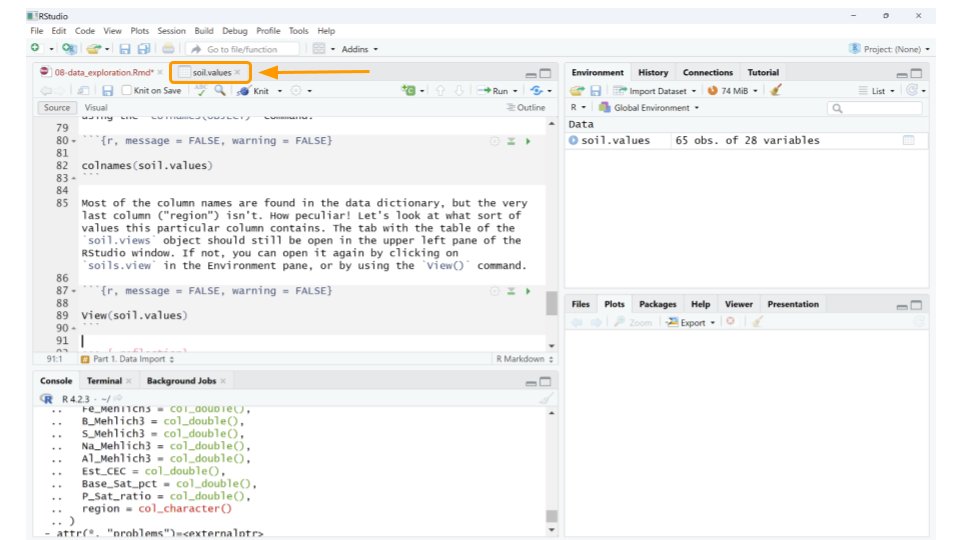 RStudio
File Edit Code View Plots Session Build Debug Profile Tools Help
Go to file/function Addins Project: (None)
08-data_exploration.Rmd* soil.values
Knit on Save ABC Knit Run
Source Visual Outline
79 using the `colnames(OBJECT)` command.
80 ```{r, message = FALSE, warning = FALSE}
81
82 colnames(soil.values)
83 ```
84
85 Most of the column names are found in the data dictionary, but the very
last column ("region") isn't. How peculiar! Let's look at what sort of
values this particular column contains. The tab with the table of the
`soil.views` object should still be open in the upper left pane of the
RStudio window. If not, you can open it again by clicking on
`soils.view` in the Environment pane, or by using the `View()` command.
86
87 ```{r, message = FALSE, warning = FALSE}
88
89 View(soil.values)
90 ```
91
91:1 Part 1. Data Import R Markdown
Console Terminal Background Jobs
R 4.2.3 · ~/
.. Fe_Mehlich3 = col_double(),
.. B_Mehlich3 = col_double(),
.. S_Mehlich3 = col_double(),
.. Na_Mehlich3 = col_double(),
.. Al_Mehlich3 = col_double(),
.. Est_CEC = col_double(),
.. Base_Sat_pct = col_double(),
.. P_Sat_ratio = col_double(),
.. region = col_character()
.. )
- attr(*, "problems")=<externalptr>
Environment History Connections Tutorial
Import Dataset 74 MiB List
R Global Environment
Data
soil.values 65 obs. of 28 variables
Files Plots Packages Help Viewer Presentation
Zoom Export